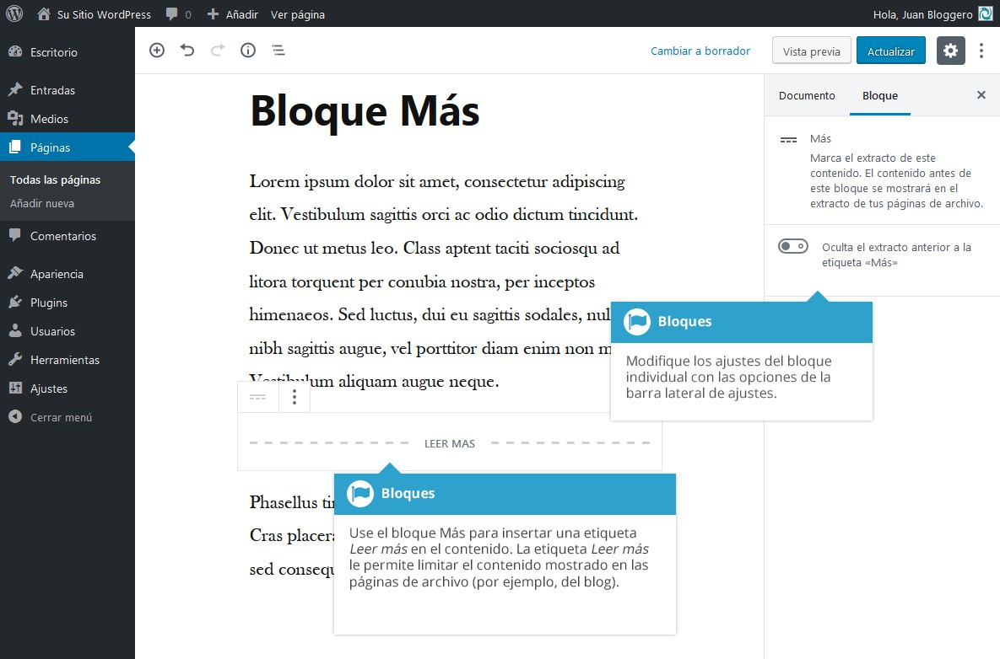 Su Sitio WordPress 0 Añadir Ver página Hola, Juan Bloggero
Escritorio
Entradas
Medios
Páginas
Todas las páginas
Añadir nueva
Comentarios
Apariencia
Plugins
Usuarios
Herramientas
Ajustes
Cerrar menú
Cambiar a borrador Vista previa Actualizar
Bloque Más
Lorem ipsum dolor sit amet, consectetur adipiscing
elit. Vestibulum sagittis orci ac odio dictum tincidunt.
Donec ut metus leo. Class aptent taciti sociosqu ad
litora torquent per conubia nostra, per inceptos
himenaeos. Sed luctus, dui eu sagittis sodales, nul
nibh sagittis augue, vel porttitor diam enim non m
Vestibulum aliquam augue neque.
LEER MAS
Phasellus tin
Cras placera
sed consequ
Bloques
Use el bloque Más para insertar una etiqueta
Leer más en el contenido. La etiqueta Leer más
le permite limitar el contenido mostrado en las
páginas de archivo (por ejemplo, del blog).
Documento Bloque
Más
Marca el extracto de este
contenido. El contenido antes de
este bloque se mostrará en el
extracto de tus páginas de archivo.
Oculta el extracto anterior a la
etiqueta «Más»
Bloques
Modifique los ajustes del bloque
individual con las opciones de la
barra lateral de ajustes.